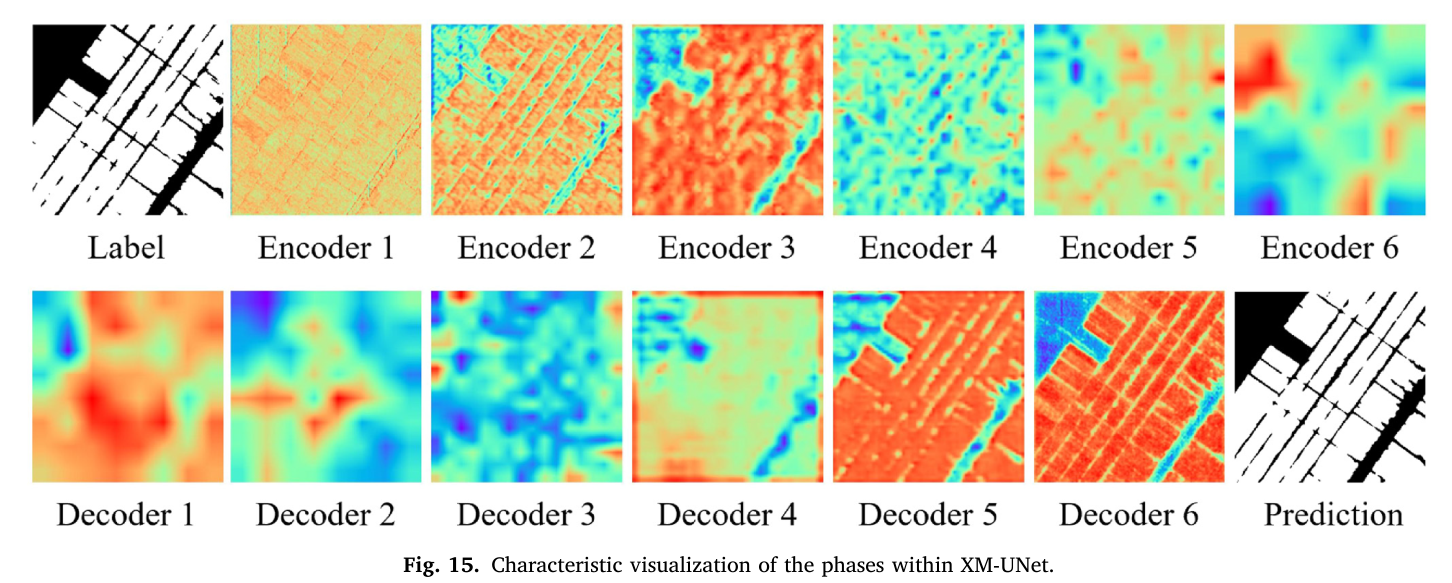 Label Encoder 1 Encoder 2 Encoder 3 Encoder 4 Encoder 5 Encoder 6
Decoder 1 Decoder 2 Decoder 3 Decoder 4 Decoder 5 Decoder 6 Prediction
Fig. 15. Characteristic visualization of the phases within XM-UNet.